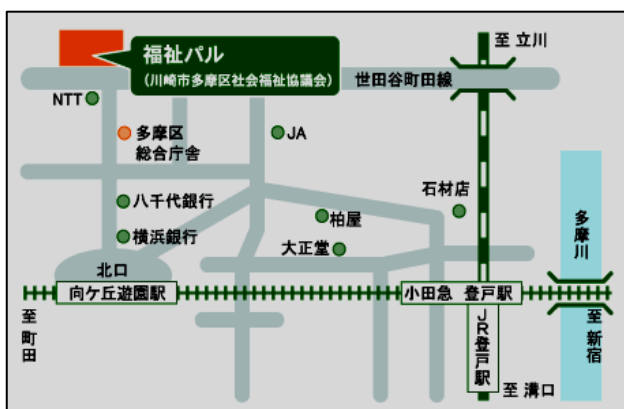 至 立川
福祉パル
(川崎市多摩区社会福祉協議会)
世田谷町田線
NTT
多摩区
総合庁舎
JA
八千代銀行
石材店
柏屋
横浜銀行
大正堂
多摩川
北口
向ケ丘遊園駅
小田急 登戸駅
至町田
JR登戸駅
至新宿
至 溝口